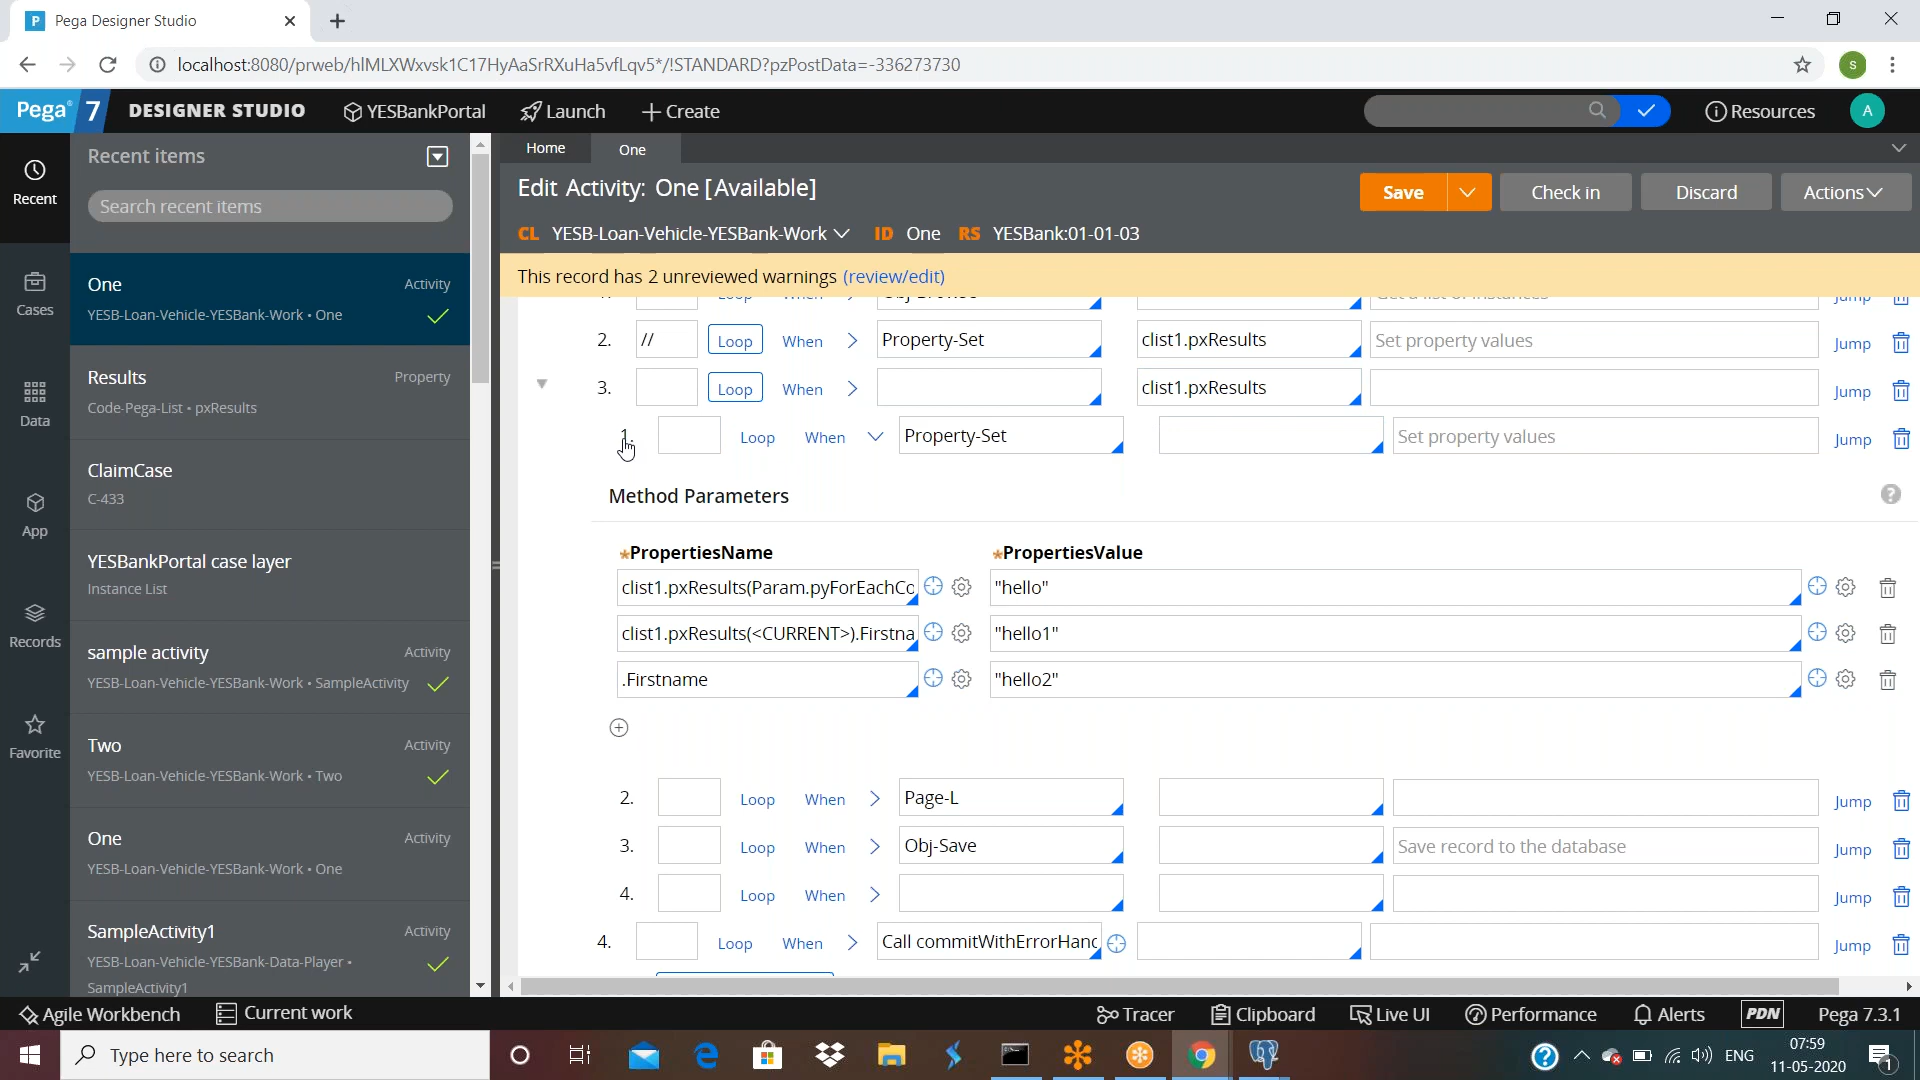 Pega Designer Studio
localhost:8080/prweb/hIMLXWxvsk1C17HyAaSrRXuHa5vfLqv5*/!STANDARD?pzPostData=-336273730
s
Pega 7 DESIGNER STUDIO YESBankPortal Launch Create Resources A
Recent items
Search recent items
Recent
Cases
Data
App
Records
Favorite
One Activity
YESB-Loan-Vehicle-YESBank-Work • One
Results Property
Code-Pega-List • pxResults
ClaimCase
C-433
YESBankPortal case layer
Instance List
sample activity Activity
YESB-Loan-Vehicle-YESBank-Work • SampleActivity
Two Activity
YESB-Loan-Vehicle-YESBank-Work • Two
One Activity
YESB-Loan-Vehicle-YESBank-Work • One
SampleActivity1 Activity
YESB-Loan-Vehicle-YESBank-Data-Player •
SampleActivity1
Home One
Edit Activity: One [Available]
Save Check in Discard Actions
CL YESB-Loan-Vehicle-YESBank-Work ID One RS YESBank:01-01-03
This record has 2 unreviewed warnings (review/edit)
2. // Loop When Property-Set clist1.pxResults Set property values Jump
3. Loop When clist1.pxResults Jump
1. Loop When Property-Set Set property values Jump
Method Parameters
*PropertiesName *PropertiesValue
clist1.pxResults(Param.pyForEachCo "hello"
clist1.pxResults(<CURRENT>).Firstna "hello1"
.Firstname "hello2"
2. Loop When Page-L Jump
3. Loop When Obj-Save Save record to the database Jump
4. Loop When Jump
4. Loop When Call commitWithErrorHanc Jump
Agile Workbench Current work Tracer Clipboard Live UI Performance Alerts PDN Pega 7.3.1
Type here to search
ENG
07:59
11-05-2020
1